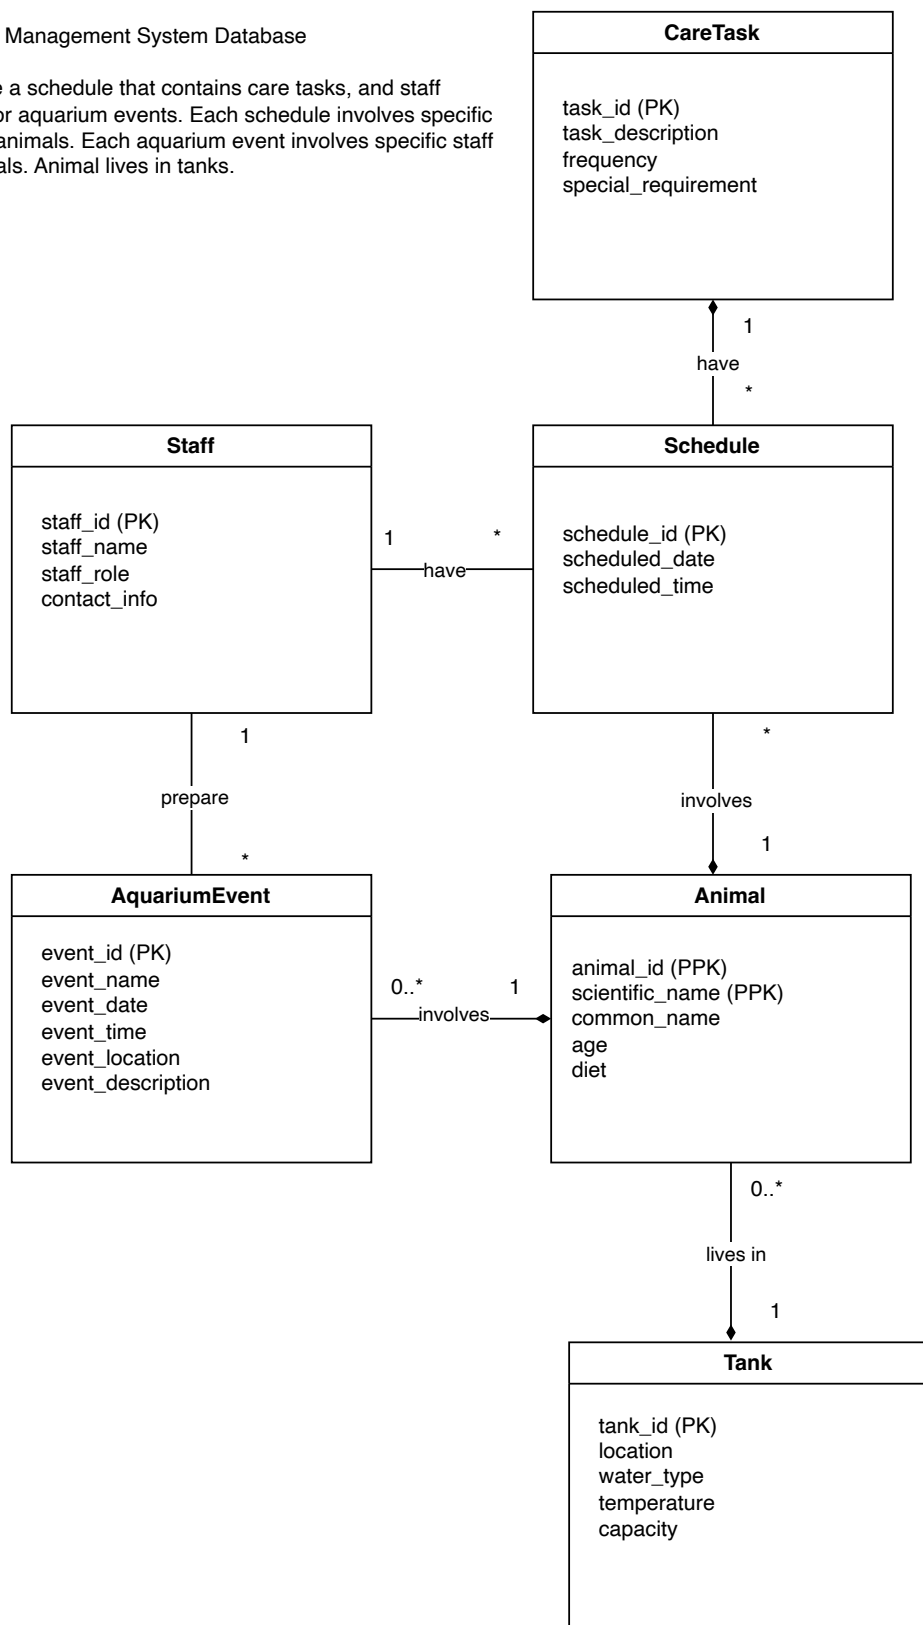 Management System Database
a schedule that contains care tasks, and staff
or aquarium events. Each schedule involves specific
animals. Each aquarium event involves specific staff
als. Animal lives in tanks.
CareTask
task_id (PK)
task_description
frequency
special_requirement
1
have
*
Staff
staff_id (PK)
staff_name
staff_role
contact_info
1
*
have
Schedule
schedule_id (PK)
scheduled_date
scheduled_time
1
prepare
*
*
involves
1
AquariumEvent
event_id (PK)
event_name
event_date
event_time
event_location
event_description
0..*
1
involves
Animal
animal_id (PPK)
scientific_name (PPK)
common_name
age
diet
0..*
lives in
1
Tank
tank_id (PK)
location
water_type
temperature
capacity